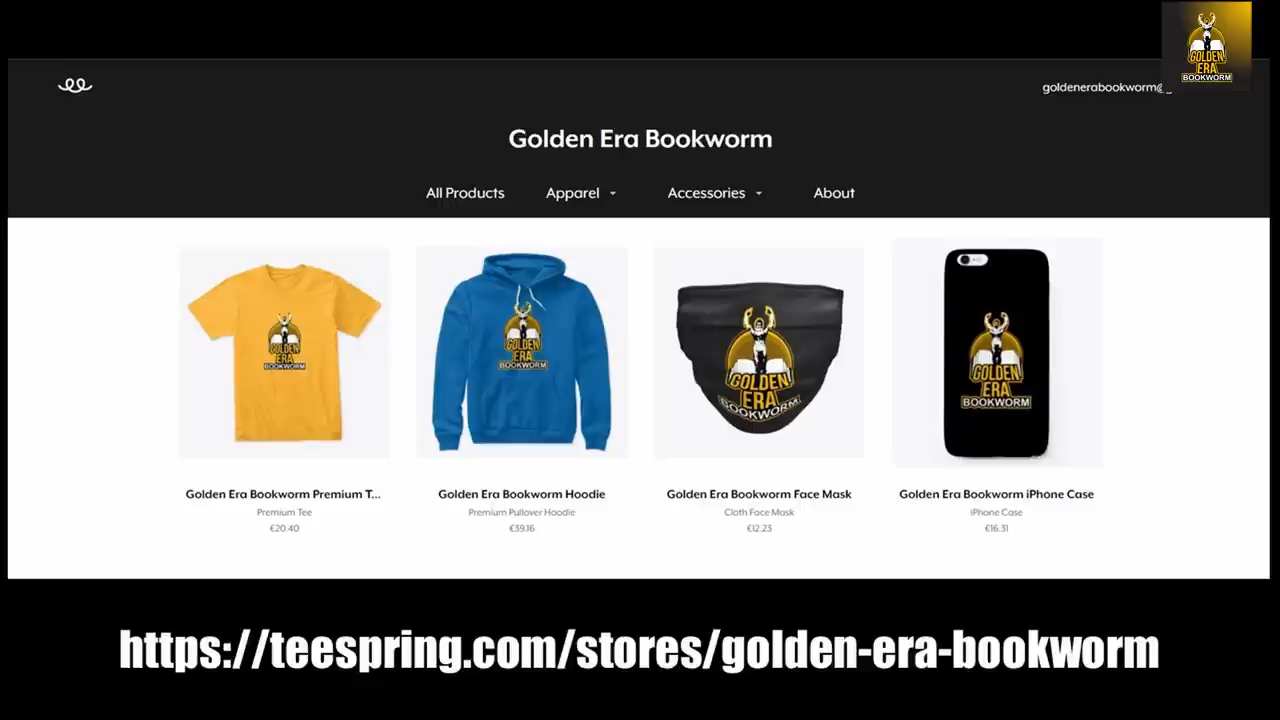 GOLDEN
ERA
BOOKWORM
goldenerabookworm@g
Golden Era Bookworm
All Products Apparel Accessories About
GOLDEN
ERA
BOOKWORM
GOLDEN
ERA
BOOKWORM
GOLDEN
ERA
BOOKWORM
GOLDEN
ERA
BOOKWORM
Golden Era Bookworm Premium T... Golden Era Bookworm Hoodie Golden Era Bookworm Face Mask Golden Era Bookworm iPhone Case
Premium Tee Premium Pullover Hoodie Cloth Face Mask iPhone Case
€20.40 €39.16 €12.23 €16.31
https://teespring.com/stores/golden-era-bookworm